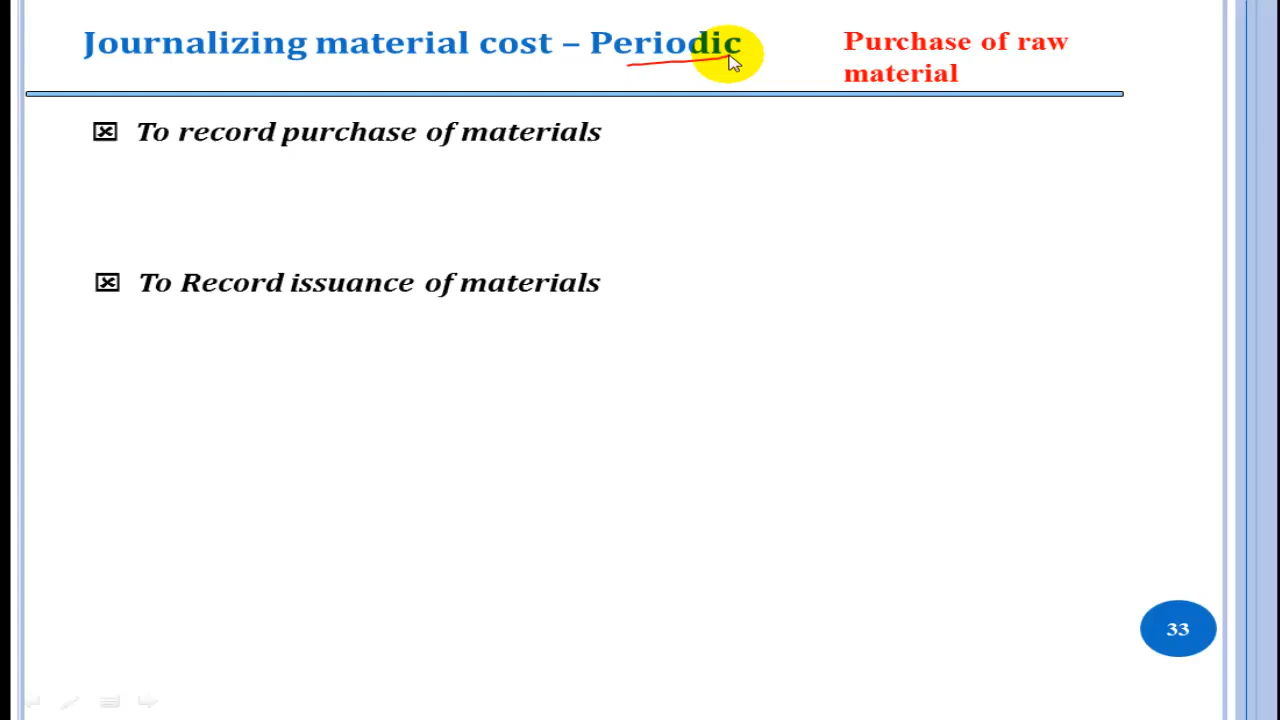 Journalizing material cost – Periodic
Purchase of raw
material
To record purchase of materials
To Record issuance of materials
33